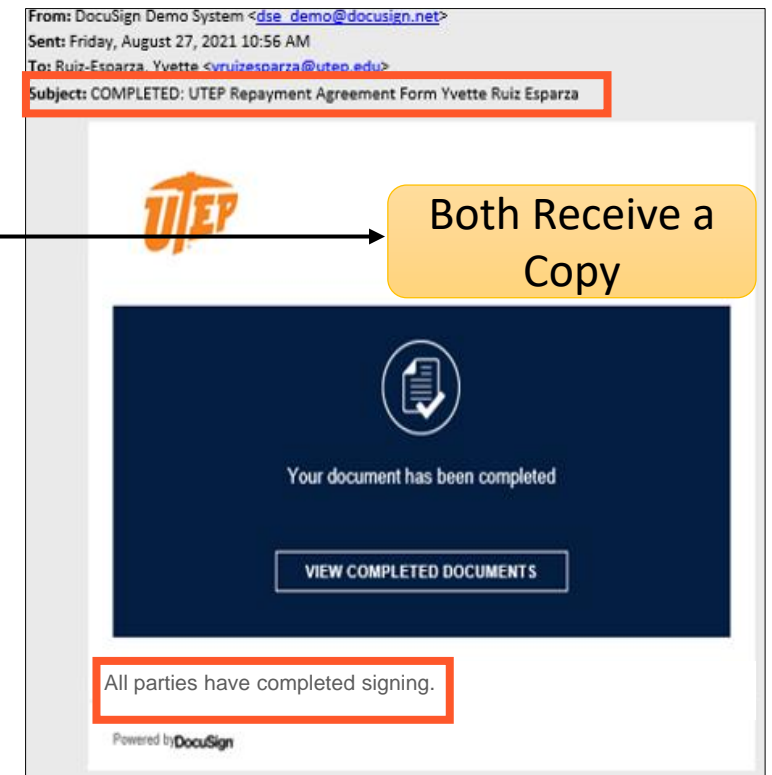 From: DocuSign Demo System <dse_demo@docusign.net>
Sent: Friday, August 27, 2021 10:56 AM
To: Ruiz-Esparza, Yvette <yruizesparza@utep.edu>
Subject: COMPLETED: UTEP Repayment Agreement Form Yvette Ruiz Esparza
UTEP
Both Receive a
Copy
Your document has been completed
VIEW COMPLETED DOCUMENTS
All parties have completed signing.
Powered by DocuSign